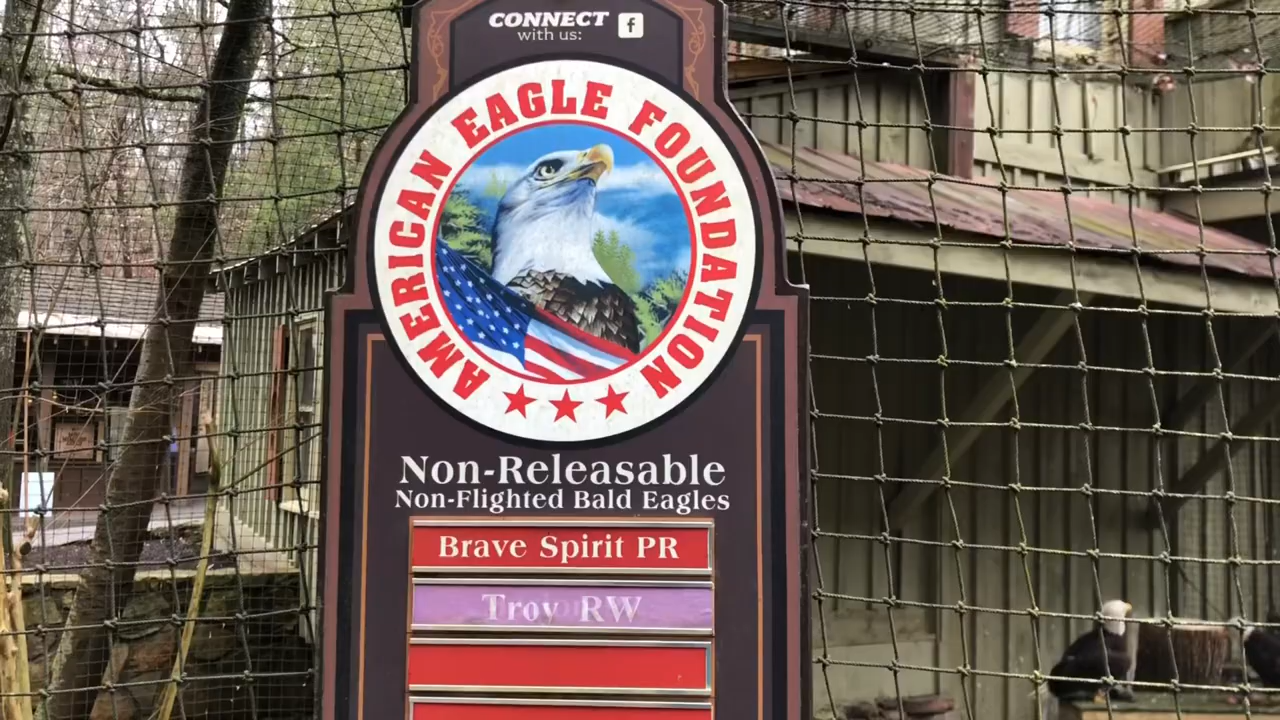 CONNECT
with us:
AMERICAN EAGLE FOUNDATION
Non-Releasable
Non-Flighted Bald Eagles
Brave Spirit PR
Troy RW